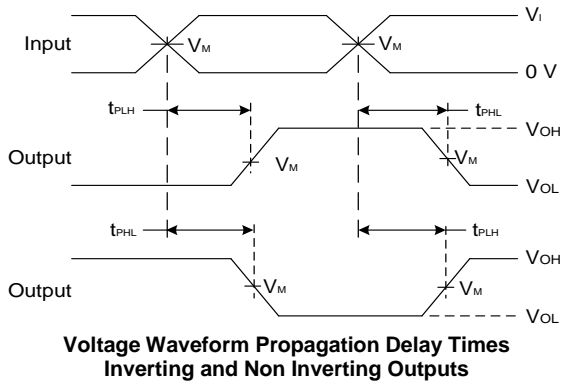 VI
Input
VM
VM
0 V
tPLH
tPHL
VOH
Output
VM
VM
VOL
tPHL
tPLH
VOH
Output
VM
VM
VOL
Voltage Waveform Propagation Delay Times
Inverting and Non Inverting Outputs